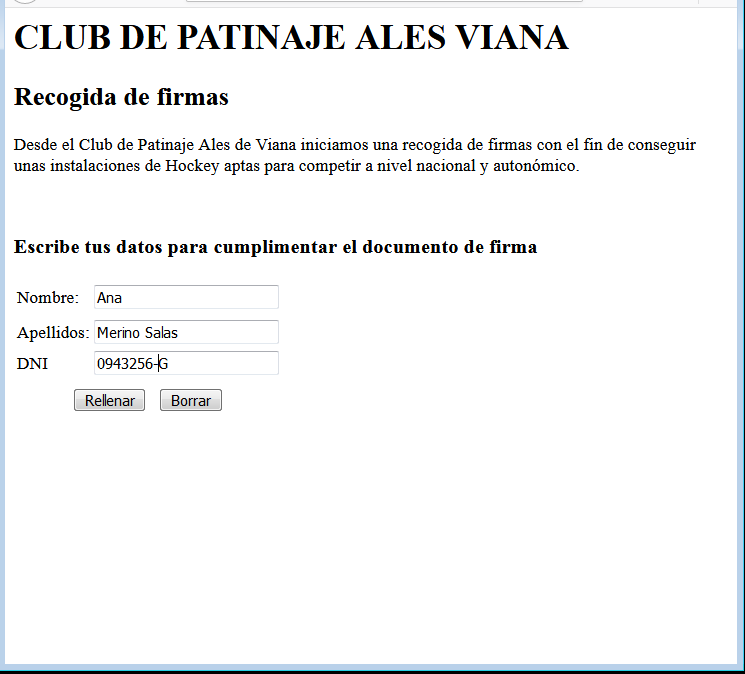 CLUB DE PATINAJE ALES VIANA
Recogida de firmas
Desde el Club de Patinaje Ales de Viana iniciamos una recogida de firmas con el fin de conseguir
unas instalaciones de Hockey aptas para competir a nivel nacional y autonómico.
Escribe tus datos para cumplimentar el documento de firma
Nombre: Ana
Apellidos: Merino Salas
DNI 0943256-G
Rellenar Borrar